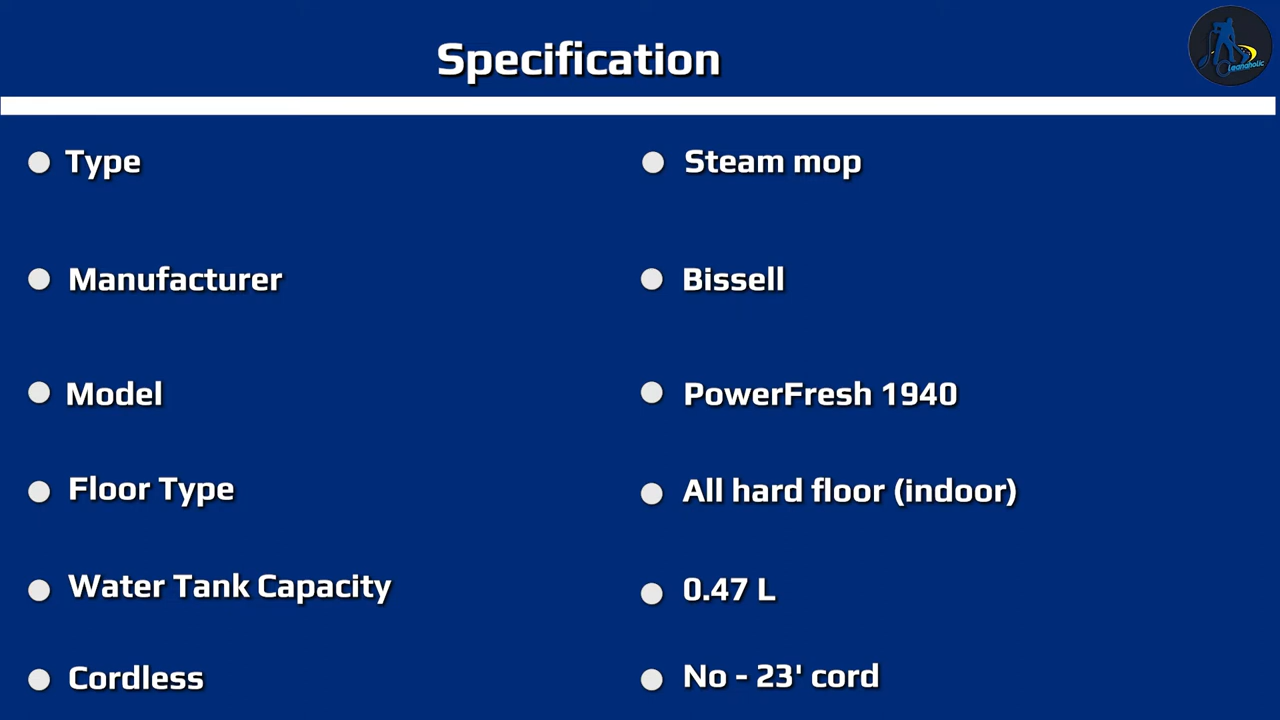 Specification
Type
Steam mop
Manufacturer
Bissell
Model
PowerFresh 1940
Floor Type
All hard floor (indoor)
Water Tank Capacity
0.47 L
Cordless
No - 23' cord